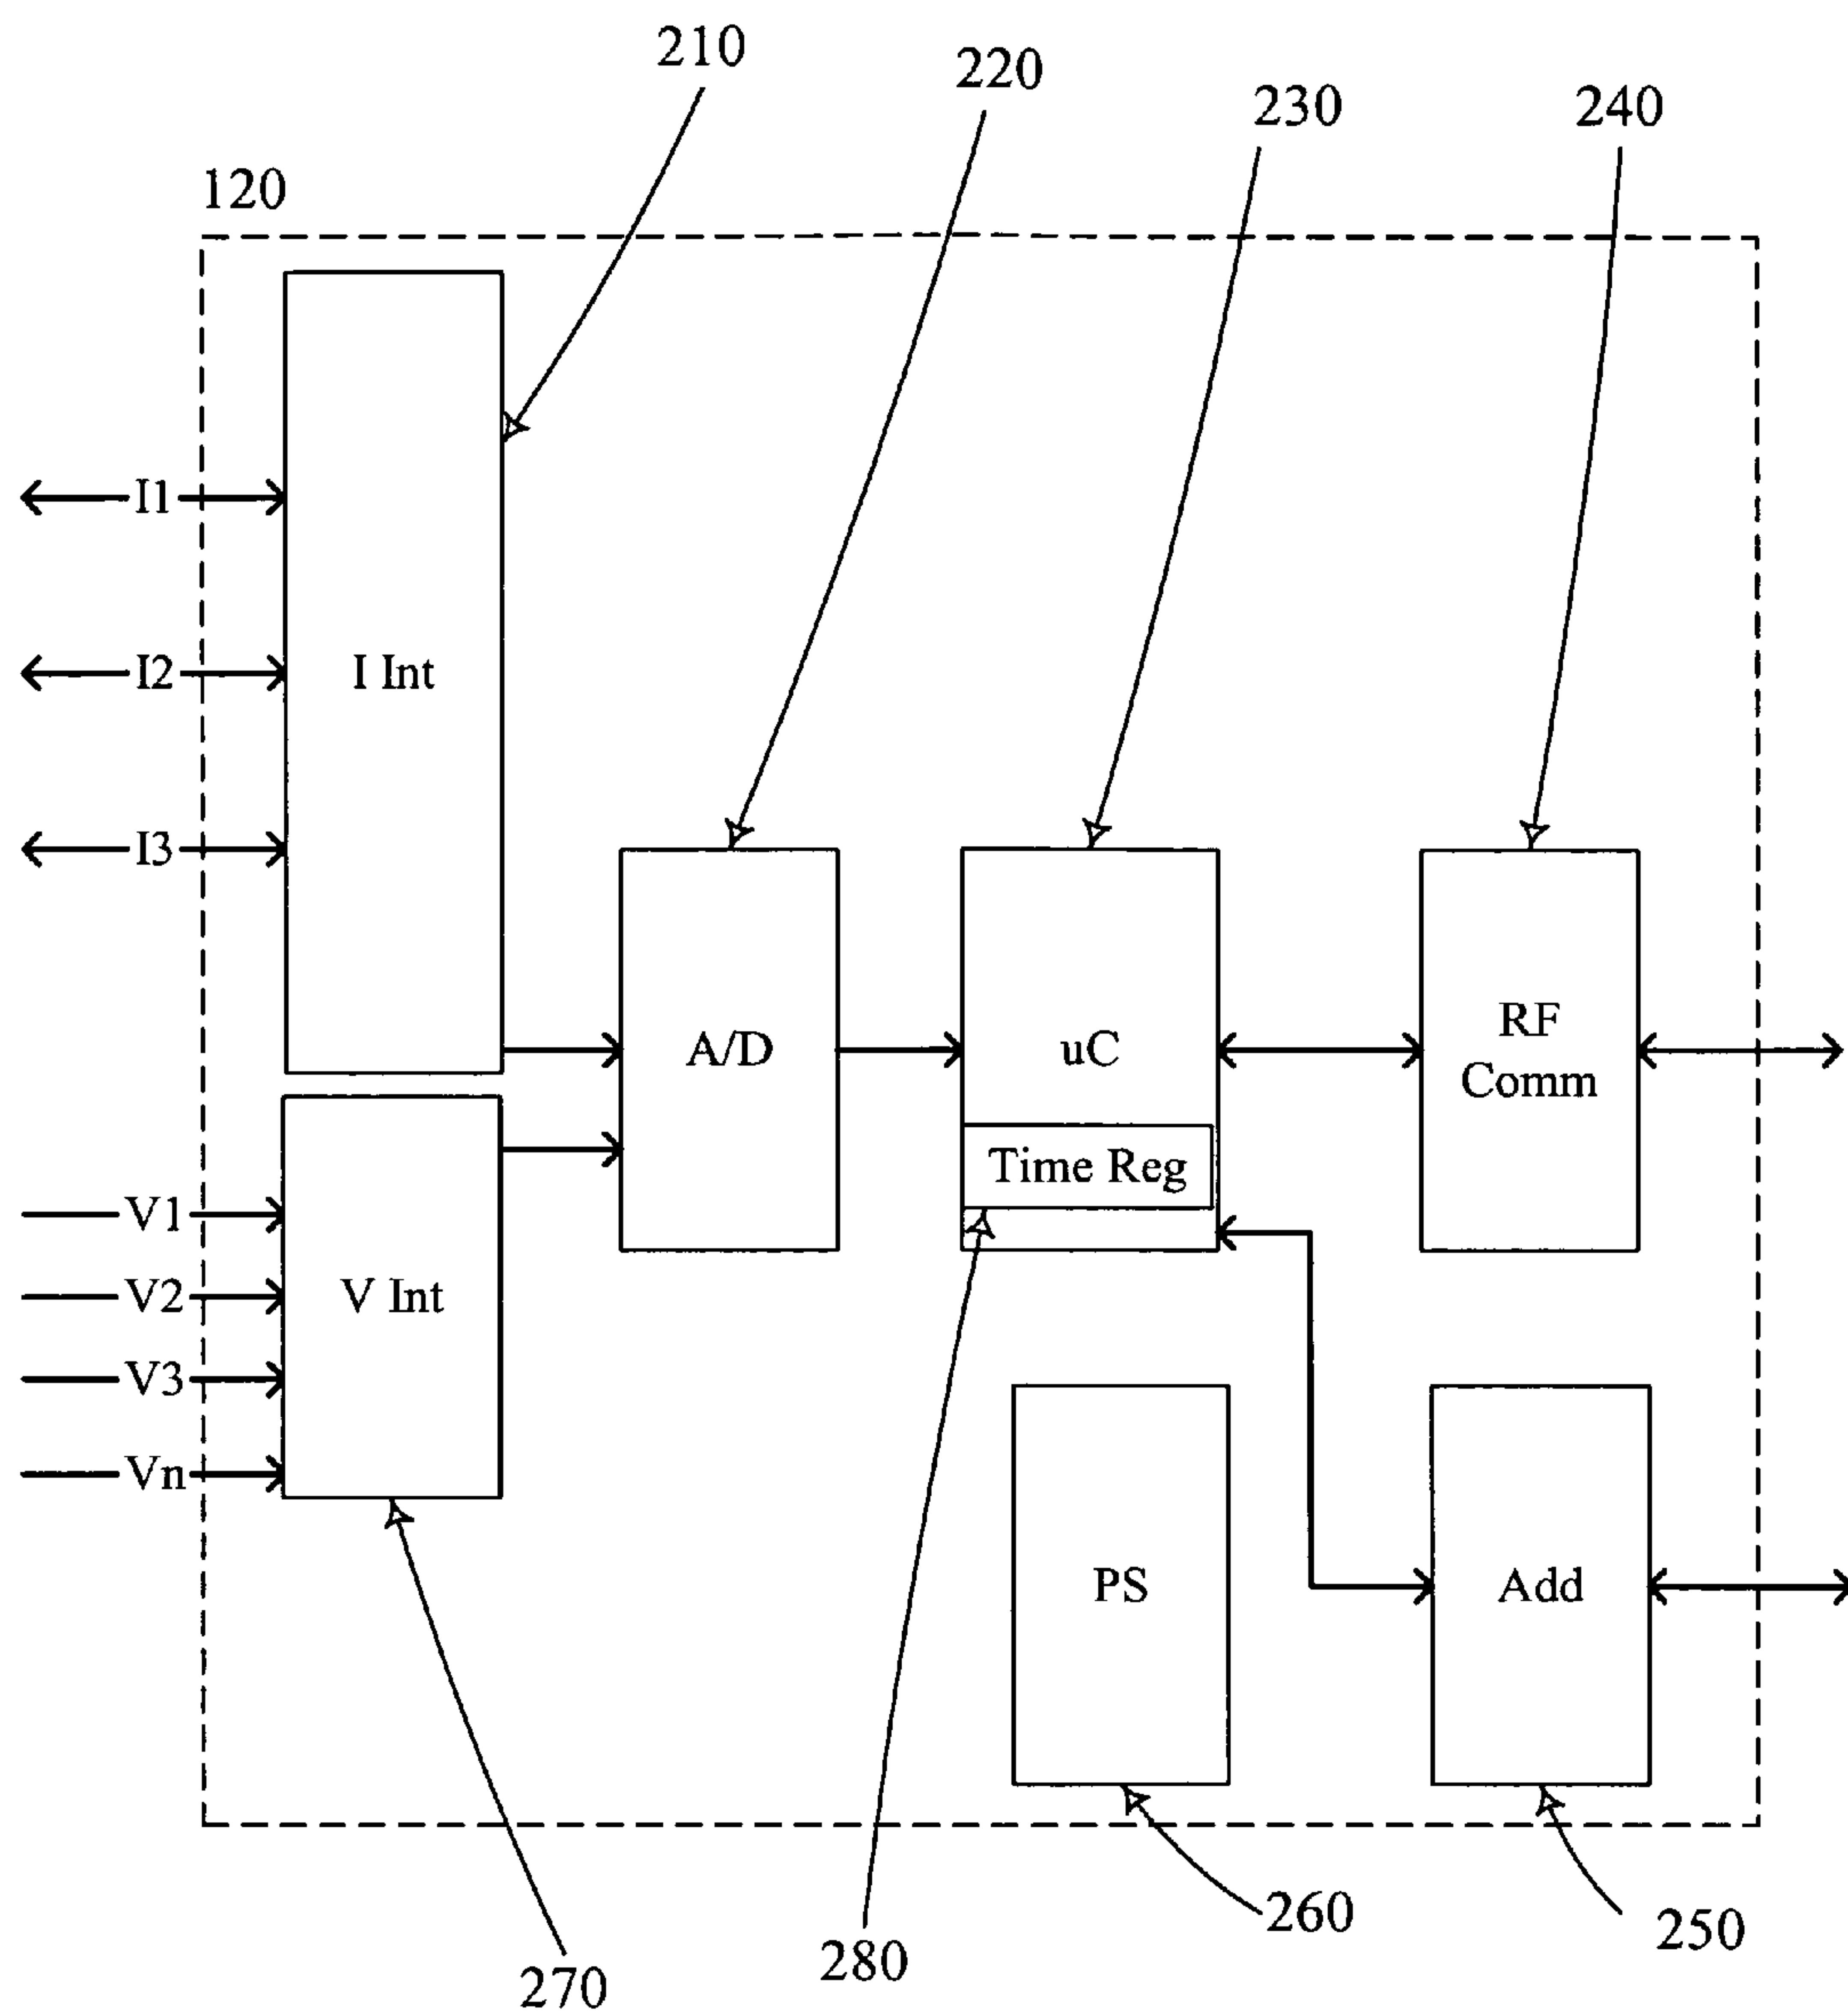 210
220
230
240
120
I1
I2
I Int
I3
A/D
uC
RF
Comm
Time Reg
V1
V2
V Int
V3
Vn
PS
Add
260
250
280
270